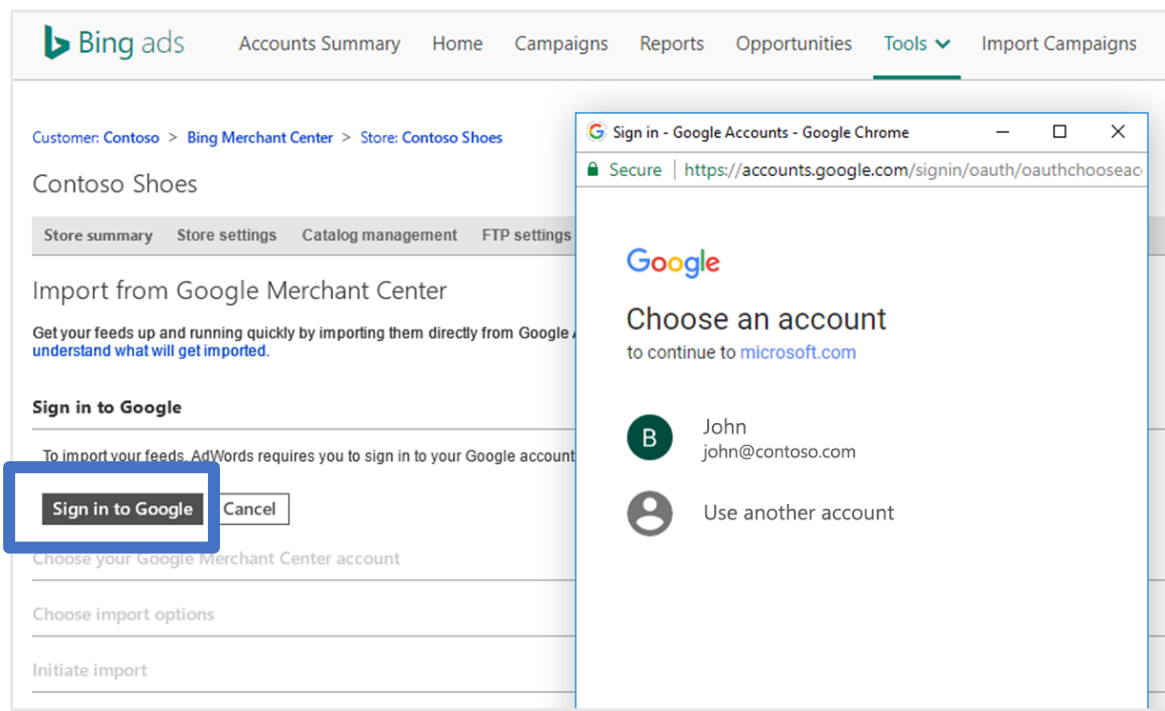 Bing ads
Accounts Summary Home Campaigns Reports Opportunities Tools Import Campaigns
Customer: Contoso > Bing Merchant Center > Store: Contoso Shoes
Contoso Shoes
Store summary Store settings Catalog management FTP settings
Import from Google Merchant Center
Get your feeds up and running quickly by importing them directly from Google
understand what will get imported.
Sign in to Google
To import your feeds, AdWords requires you to sign in to your Google account
Sign in to Google Cancel
Choose your Google Merchant Center account
Choose import options
Initiate import
Sign in - Google Accounts - Google Chrome
Secure | https://accounts.google.com/signin/oauth/oauthchooseac
Google
Choose an account
to continue to microsoft.com
B
John
john@contoso.com
Use another account